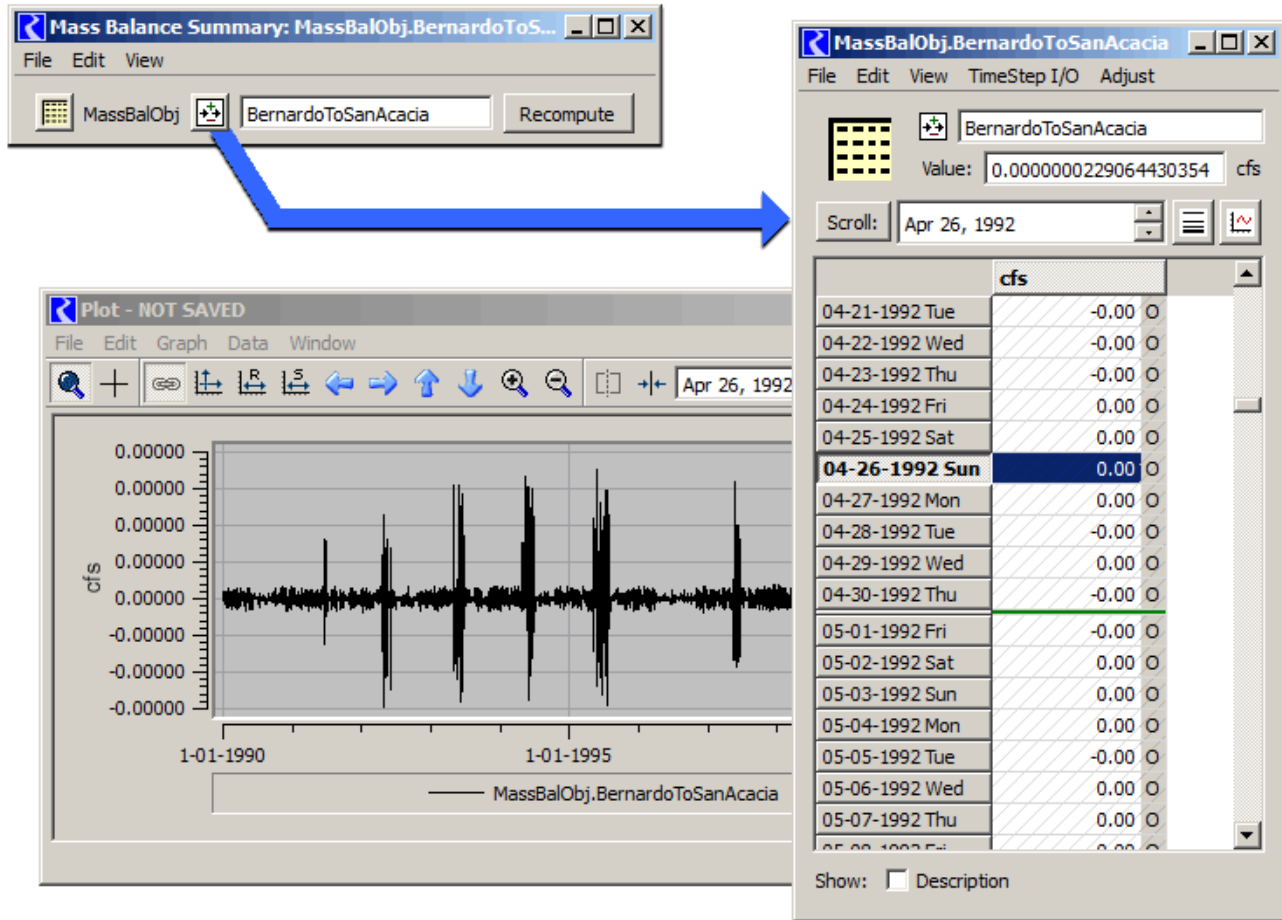 Mass Balance Summary: MassBalObj.BernardoToS...
File Edit View
MassBalObj BernardoToSanAcacia Recompute
MassBalObj.BernardoToSanAcacia
File Edit View TimeStep I/O Adjust
BernardoToSanAcacia
Value: 0.0000000229064430354 cfs
Scroll: Apr 26, 1992
cfs
04-21-1992 Tue -0.00 O
04-22-1992 Wed -0.00 O
04-23-1992 Thu -0.00 O
04-24-1992 Fri 0.00 O
04-25-1992 Sat 0.00 O
04-26-1992 Sun 0.00 O
04-27-1992 Mon 0.00 O
04-28-1992 Tue -0.00 O
04-29-1992 Wed 0.00 O
04-30-1992 Thu -0.00 O
05-01-1992 Fri -0.00 O
05-02-1992 Sat 0.00 O
05-03-1992 Sun 0.00 O
05-04-1992 Mon 0.00 O
05-05-1992 Tue -0.00 O
05-06-1992 Wed 0.00 O
05-07-1992 Thu 0.00 O
Show: Description
Plot - NOT SAVED
File Edit Graph Data Window
R S Apr 26, 1992
0.00000
0.00000
0.00000
0.00000
0.00000
-0.00000
-0.00000
-0.00000
cfs
1-01-1990 1-01-1995
MassBalObj.BernardoToSanAcacia